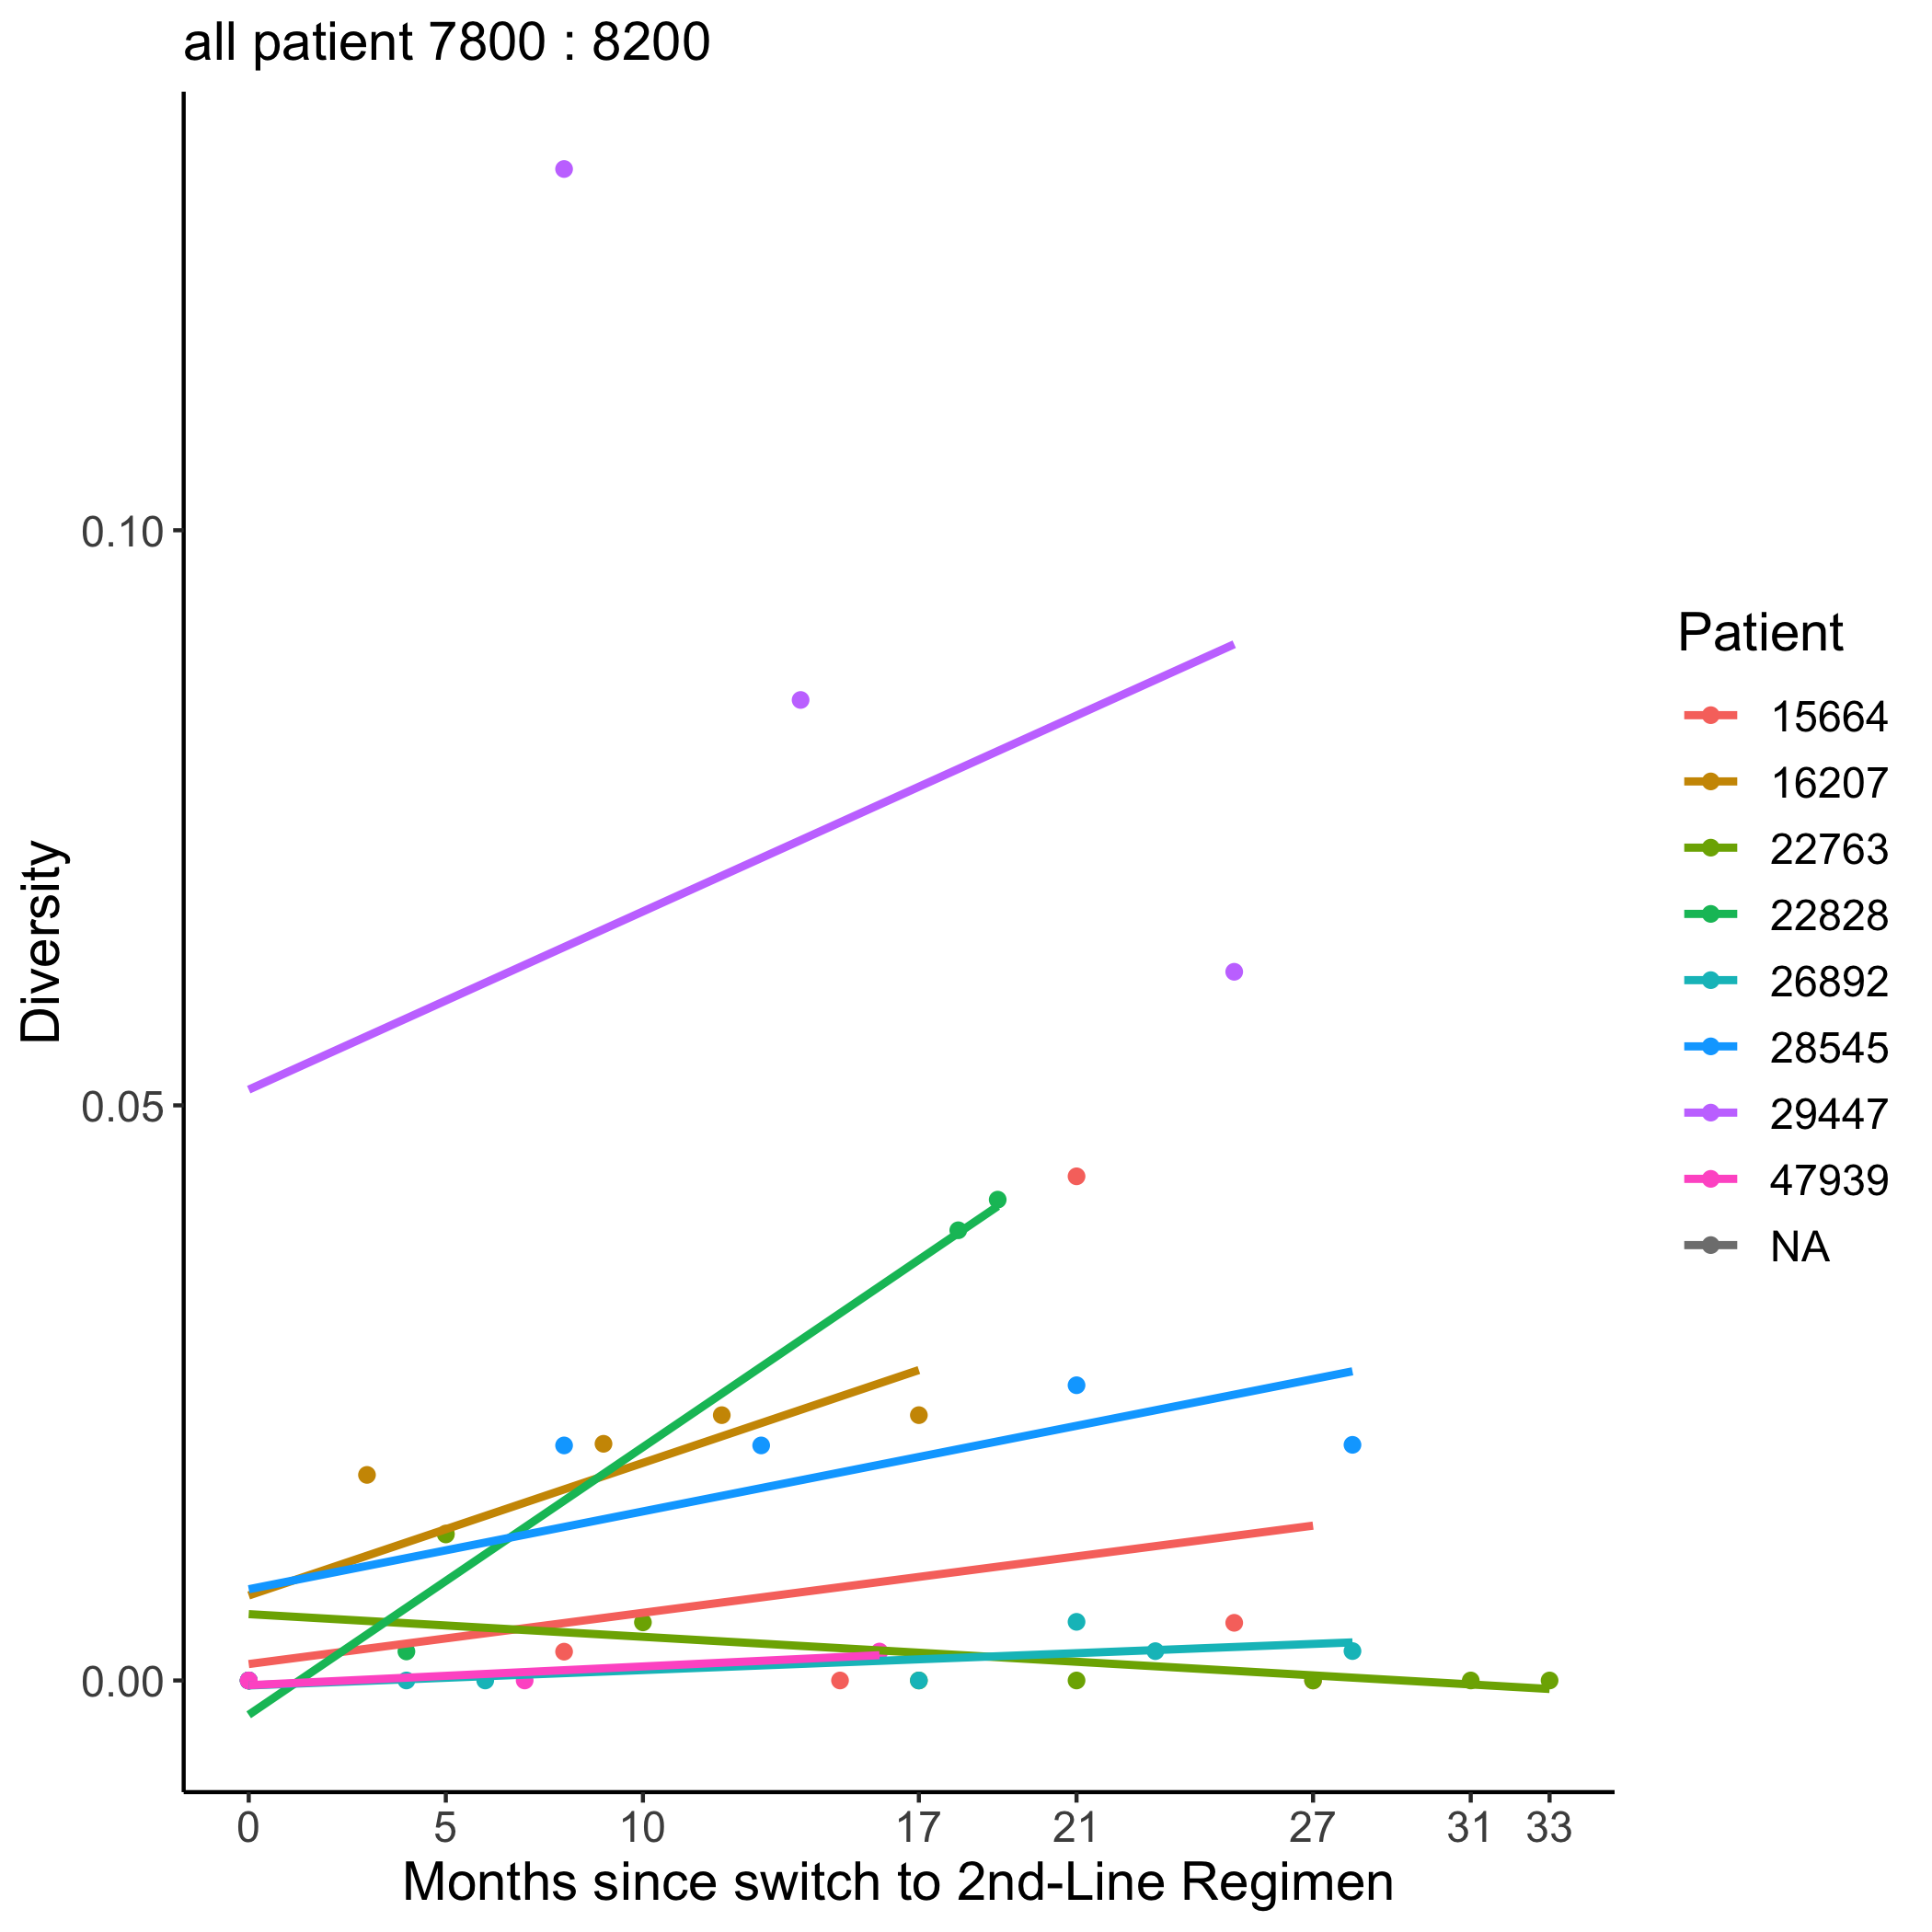 all patient 7800 : 8200
Diversity
0.10
0.05
0.00
0 5 10 17 21 27 31 33
Months since switch to 2nd-Line Regimen
Patient
15664
16207
22763
22828
26892
28545
29447
47939
NA